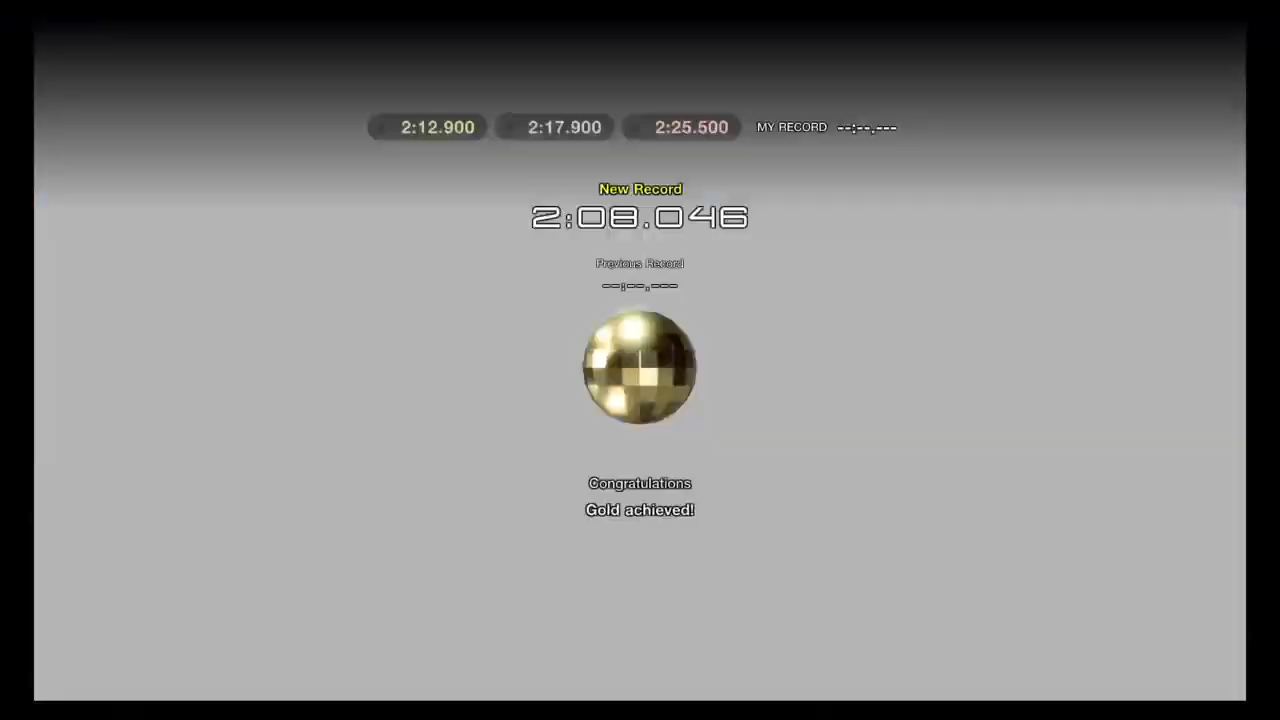 2:12.900 2:17.900 2:25.500 MY RECORD --:--.---
New Record
2:08.046
Previous Record
--:--.---
Congratulations
Gold achieved!